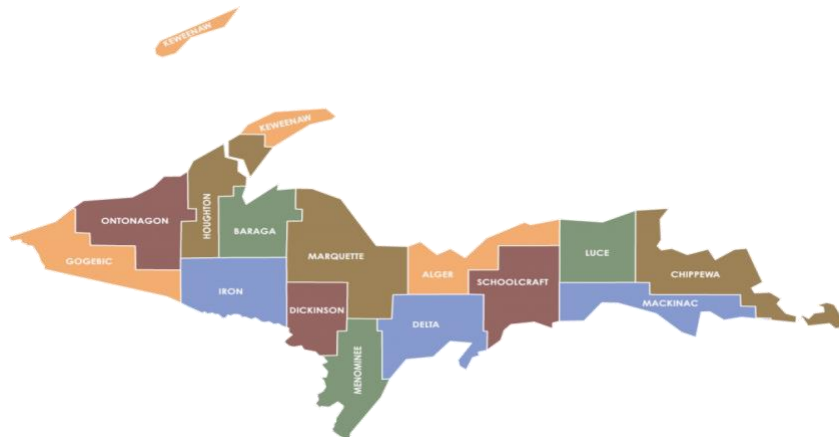 KEWEENAW
KEWEENAW
HOUGHTON
ONTONAGON
BARAGA
GOGEBIC
MARQUETTE
LUCE
ALGER
SCHOOLCRAFT
CHIPPEWA
IRON
MACKINAC
DICKINSON
DELTA
MENOMINEE